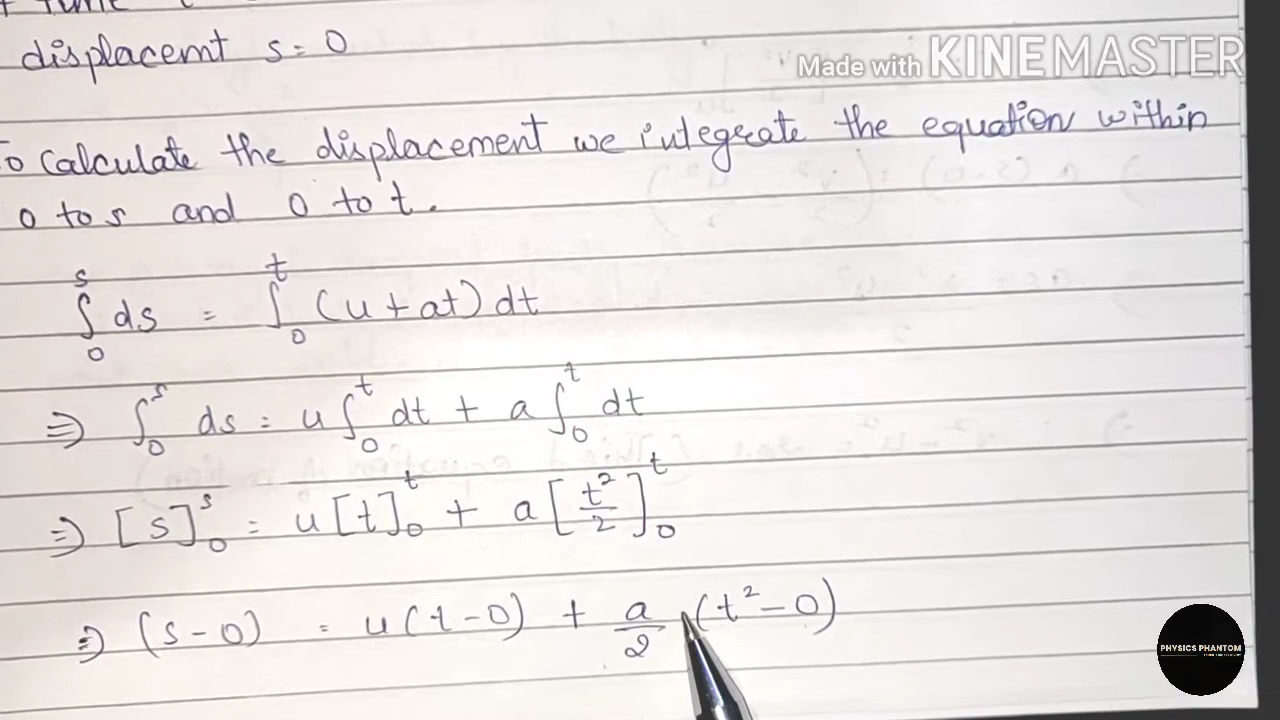 time t
displacemt s=0
Made with KINEMASTER
To calculate the displacement we integrate the equation within
0 to s and 0 to t.
∫₀ˢ ds = ∫₀ᵗ (u + at) dt
⇒ ∫₀ˢ ds = u ∫₀ᵗ dt + a ∫₀ᵗ dt
⇒ [s]₀ˢ = u [t]₀ᵗ + a [t²/2]₀ᵗ
⇒ (s - 0) = u (t - 0) + a/2 (t² - 0)
PHYSICS PHANTOM